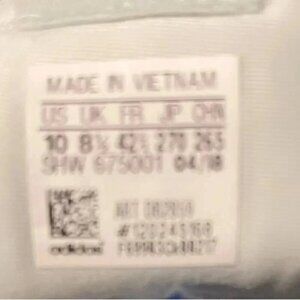 MADE IN VIETNAM
US UK FR JP CHN
10 8½ 42⅔ 270 265
SHW 675001 04/18
ART
adidas